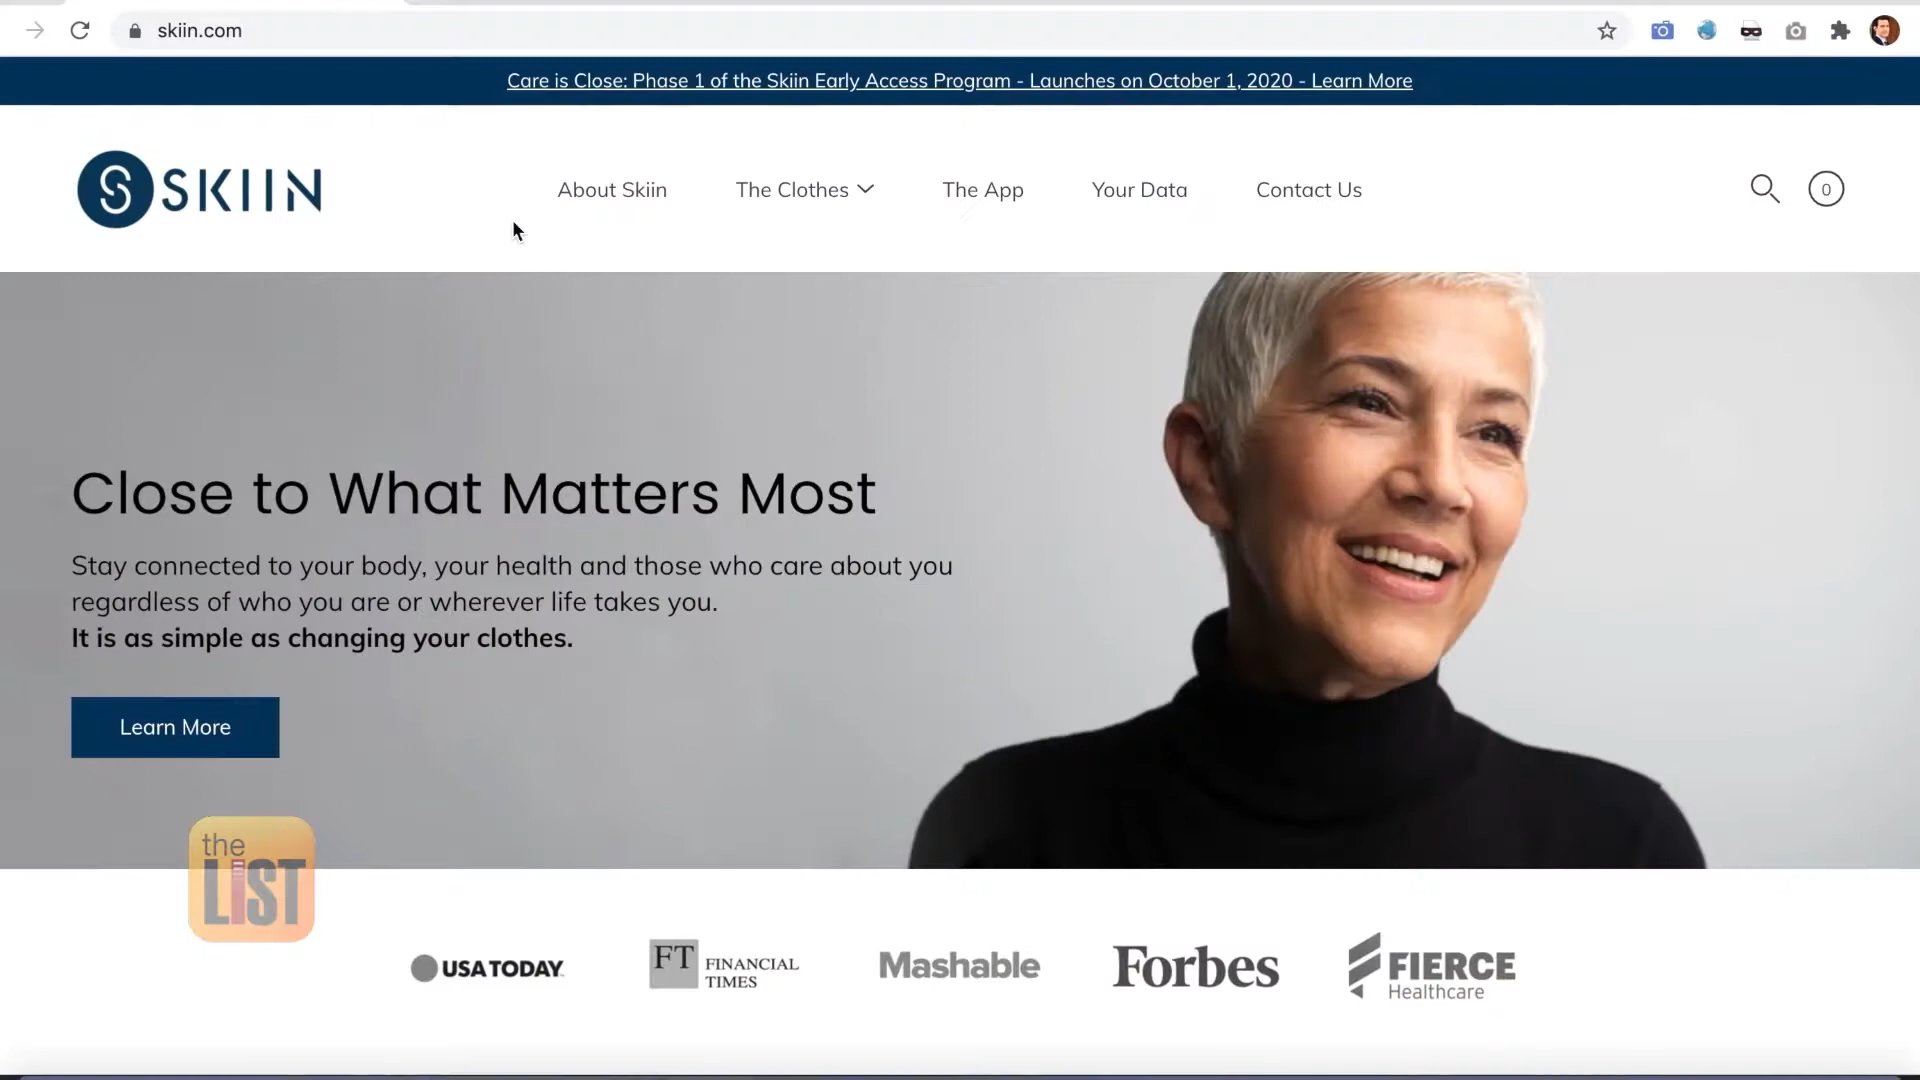 skiin.com
Care is Close: Phase 1 of the Skiin Early Access Program - Launches on October 1, 2020 - Learn More
SKIIN
About Skiin
The Clothes
The App
Your Data
Contact Us
0
Close to What Matters Most
Stay connected to your body, your health and those who care about you
regardless of who you are or wherever life takes you.
It is as simple as changing your clothes.
Learn More
the
LiST
USA TODAY
FT
FINANCIAL
TIMES
Mashable
Forbes
FIERCE
Healthcare